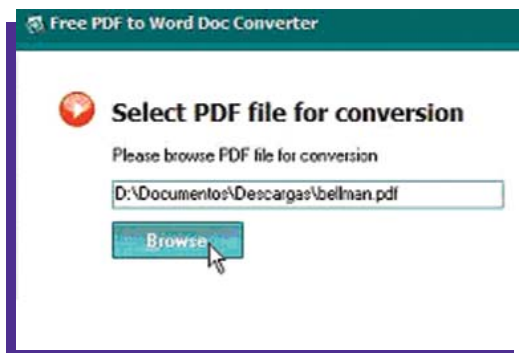 Free PDF to Word Doc Converter
Select PDF file for conversion
Please browse PDF file for conversion
D:\Documentos\Descargas\bellman.pdf
Browse